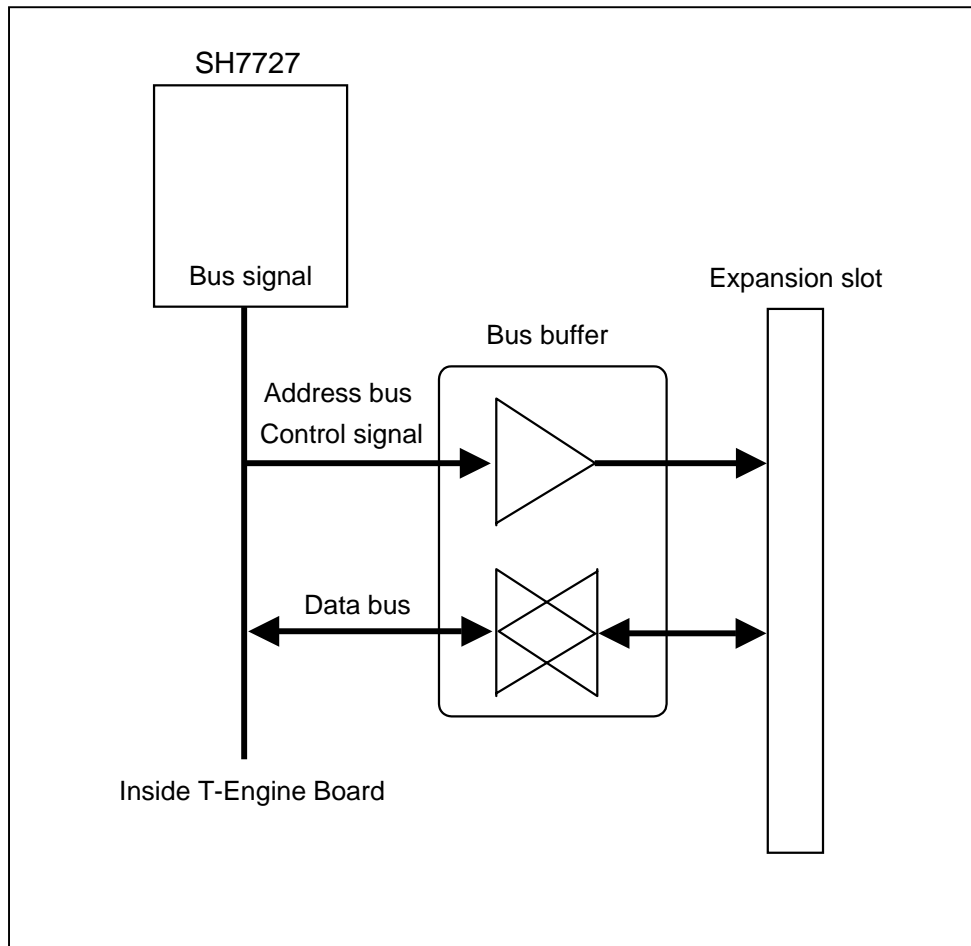 SH7727
Bus signal
Expansion slot
Bus buffer
Address bus
Control signal
Data bus
Inside T-Engine Board